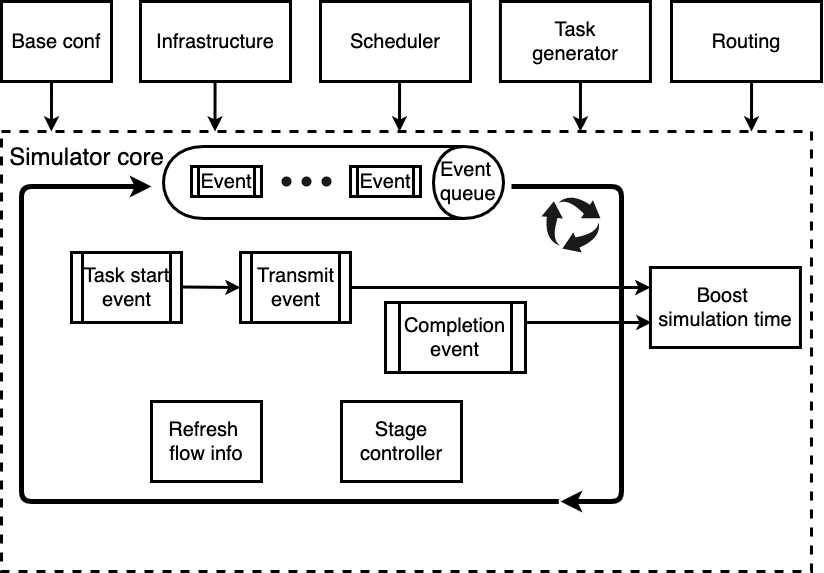 Base conf
Infrastructure
Scheduler
Task
generator
Routing
Simulator core
Event
Event
Event
queue
Task start
event
Transmit
event
Completion
event
Boost
simulation time
Refresh
flow info
Stage
controller